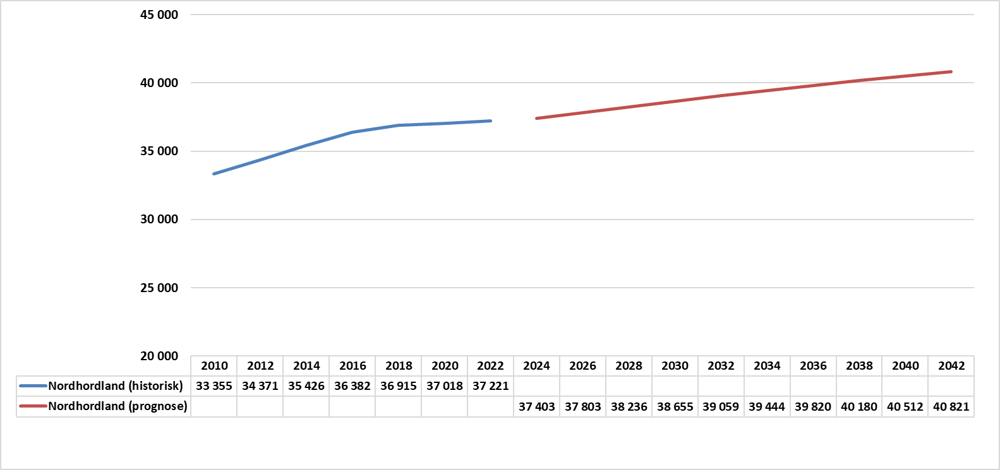 45 000
40 000
35 000
30 000
25 000
20 000
2010 2012 2014 2016 2018 2020 2022 2024 2026 2028 2030 2032 2034 2036 2038 2040 2042
Nordhordland (historisk) 33 355 34 371 35 426 36 382 36 915 37 018 37 221
Nordhordland (prognose) 37 403 37 803 38 236 38 655 39 059 39 444 39 820 40 180 40 512 40 821